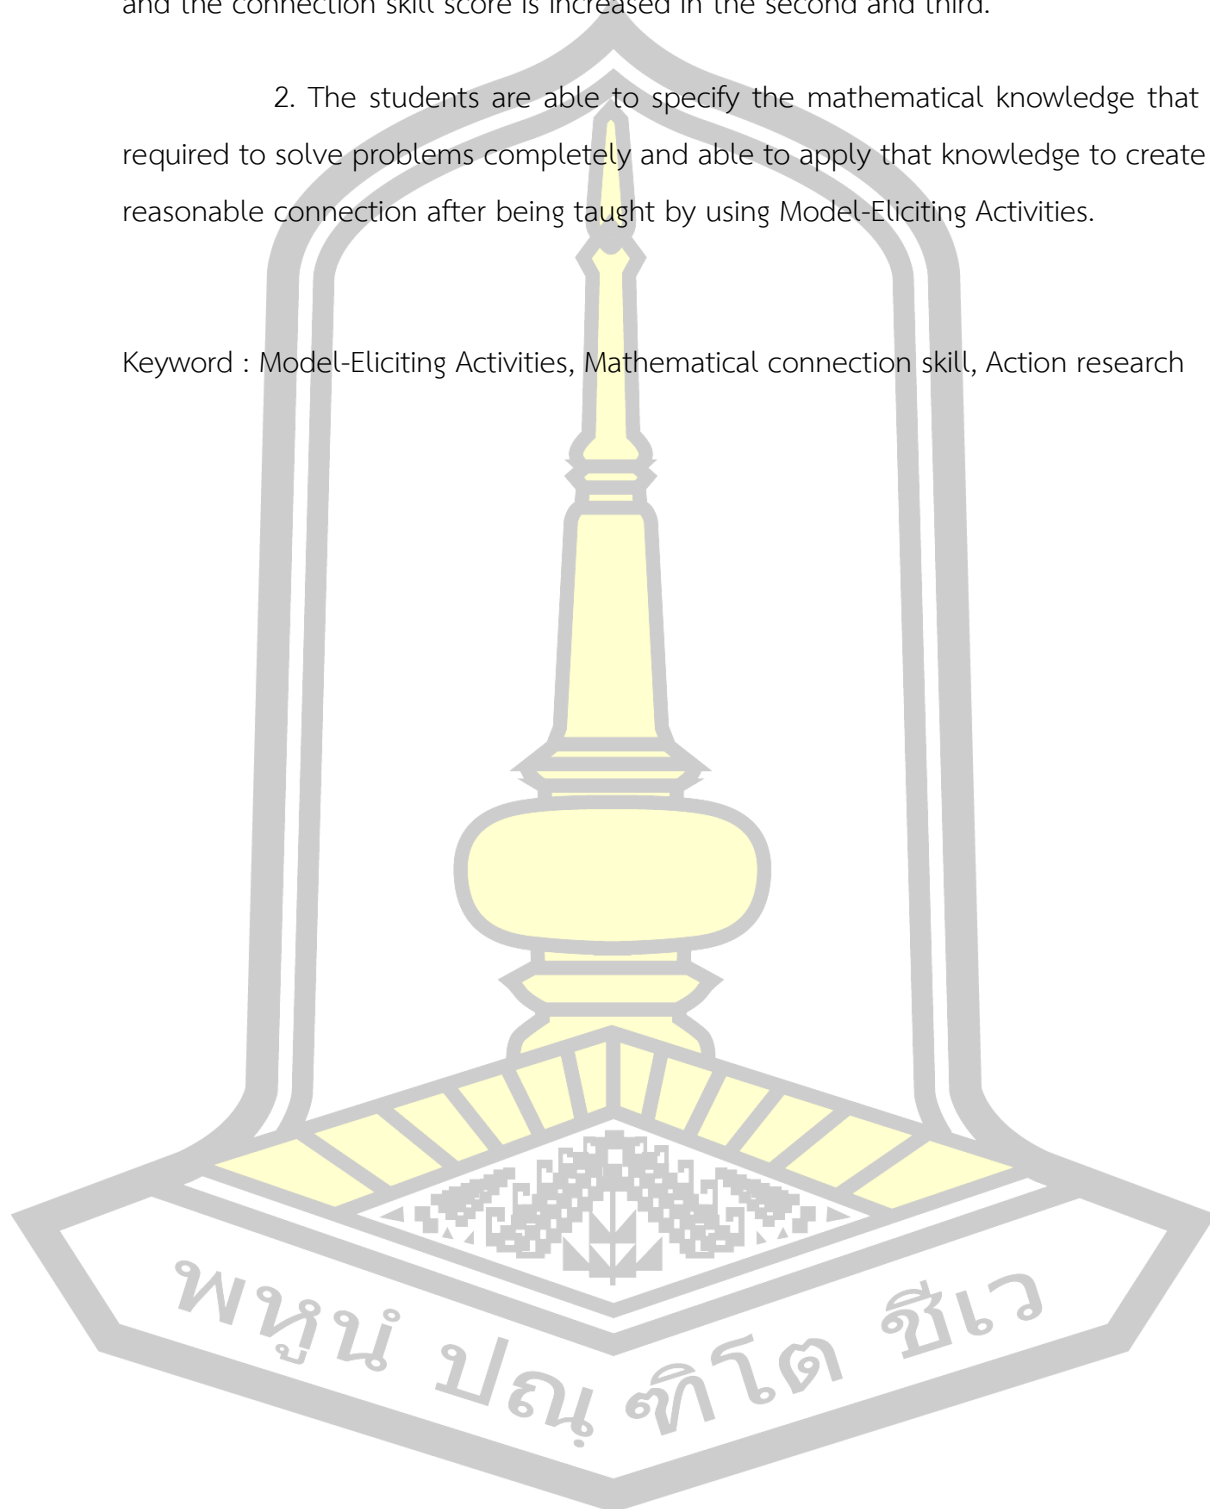 and the connection skill score is increased in the second and third.
2. The students are able to specify the mathematical knowledge that
required to solve problems completely and able to apply that knowledge to create
reasonable connection after being taught by using Model-Eliciting Activities.
Keyword : Model-Eliciting Activities, Mathematical connection skill, Action research
พหูนํ ปณฺฑิโต ชีเว